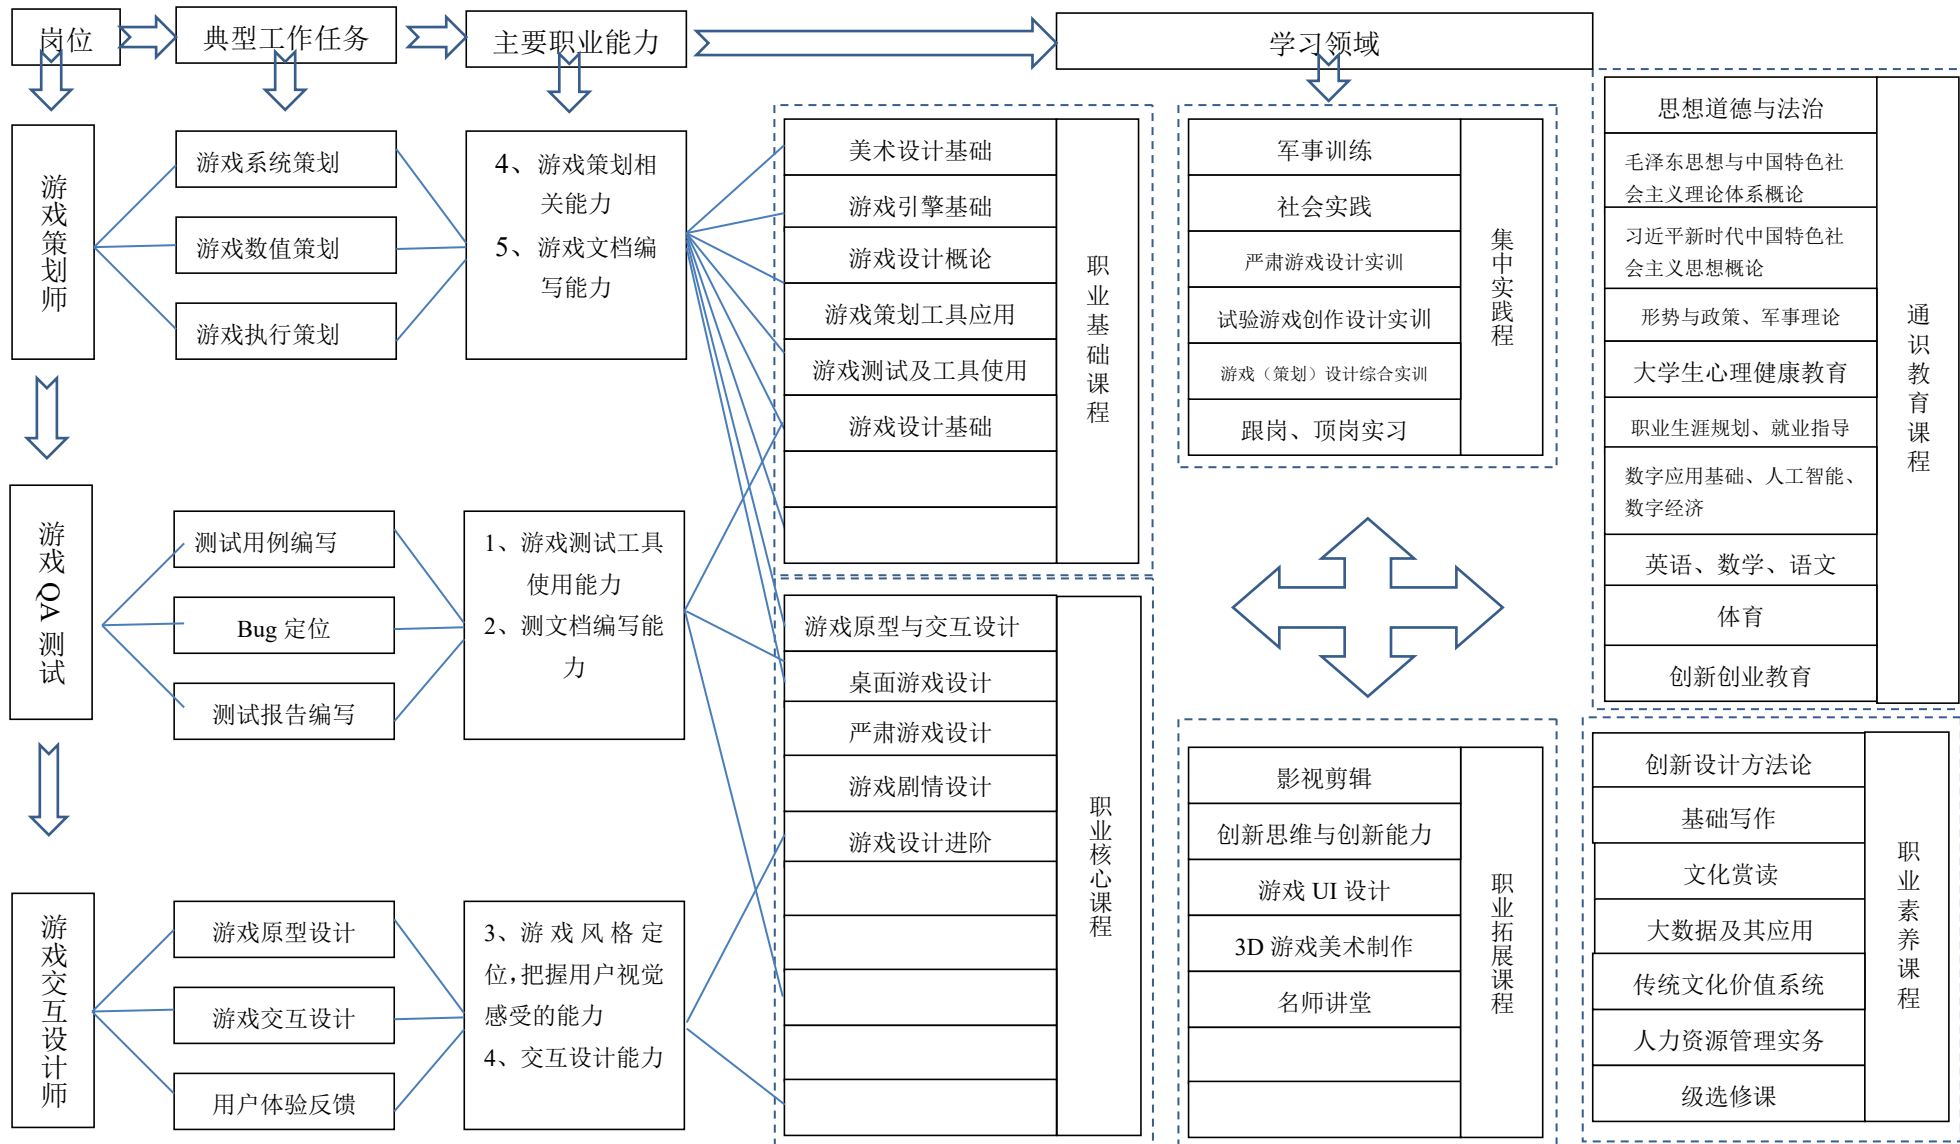 岗位
典型工作任务
主要职业能力
学习领域
游戏策划师
游戏系统策划
游戏数值策划
游戏执行策划
4、游戏策划相
关能力
5、游戏文档编
写能力
游戏QA测试
测试用例编写
Bug 定位
测试报告编写
1、游戏测试工具
使用能力
2、测文档编写能
力
游戏交互设计师
游戏原型设计
游戏交互设计
用户体验反馈
3、游戏风格定
位,把握用户视觉
感受的能力
4、交互设计能力
美术设计基础
游戏引擎基础
游戏设计概论
游戏策划工具应用
游戏测试及工具使用
游戏设计基础
职业基础课程
游戏原型与交互设计
桌面游戏设计
严肃游戏设计
游戏剧情设计
游戏设计进阶
职业核心课程
军事训练
社会实践
严肃游戏设计实训
试验游戏创作设计实训
游戏（策划）设计综合实训
跟岗、顶岗实习
集中实践程
影视剪辑
创新思维与创新能力
游戏 UI 设计
3D 游戏美术制作
名师讲堂
职业拓展课程
思想道德与法治
毛泽东思想与中国特色社
会主义理论体系概论
习近平新时代中国特色社
会主义思想概论
形势与政策、军事理论
大学生心理健康教育
职业生涯规划、就业指导
数字应用基础、人工智能、
数字经济
英语、数学、语文
体育
创新创业教育
通识教育课程
创新设计方法论
基础写作
文化赏读
大数据及其应用
传统文化价值系统
人力资源管理实务
级选修课
职业素养课程